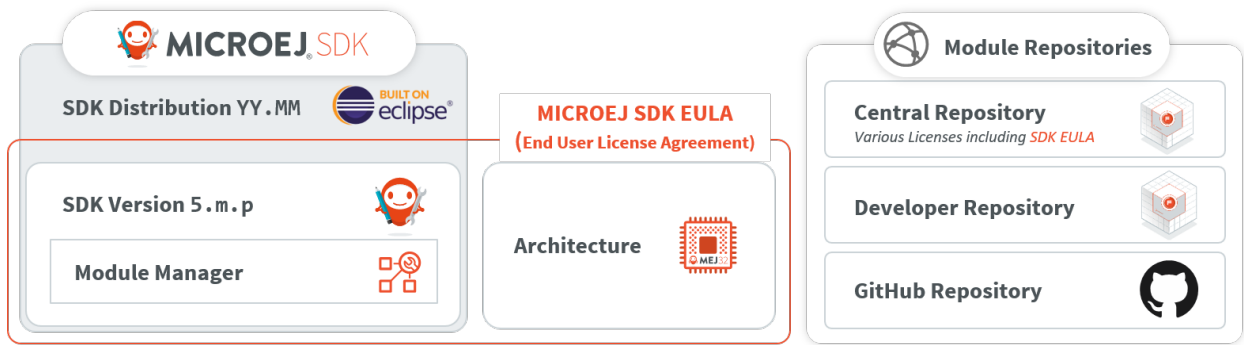 MICROEJ® SDK
SDK Distribution YY.MM
BUILT ON
eclipse®
MICROEJ SDK EULA
(End User License Agreement)
SDK Version 5.m.p
Module Manager
Architecture
MEJ32
Module Repositories
Central Repository
Various Licenses including SDK EULA
Developer Repository
GitHub Repository